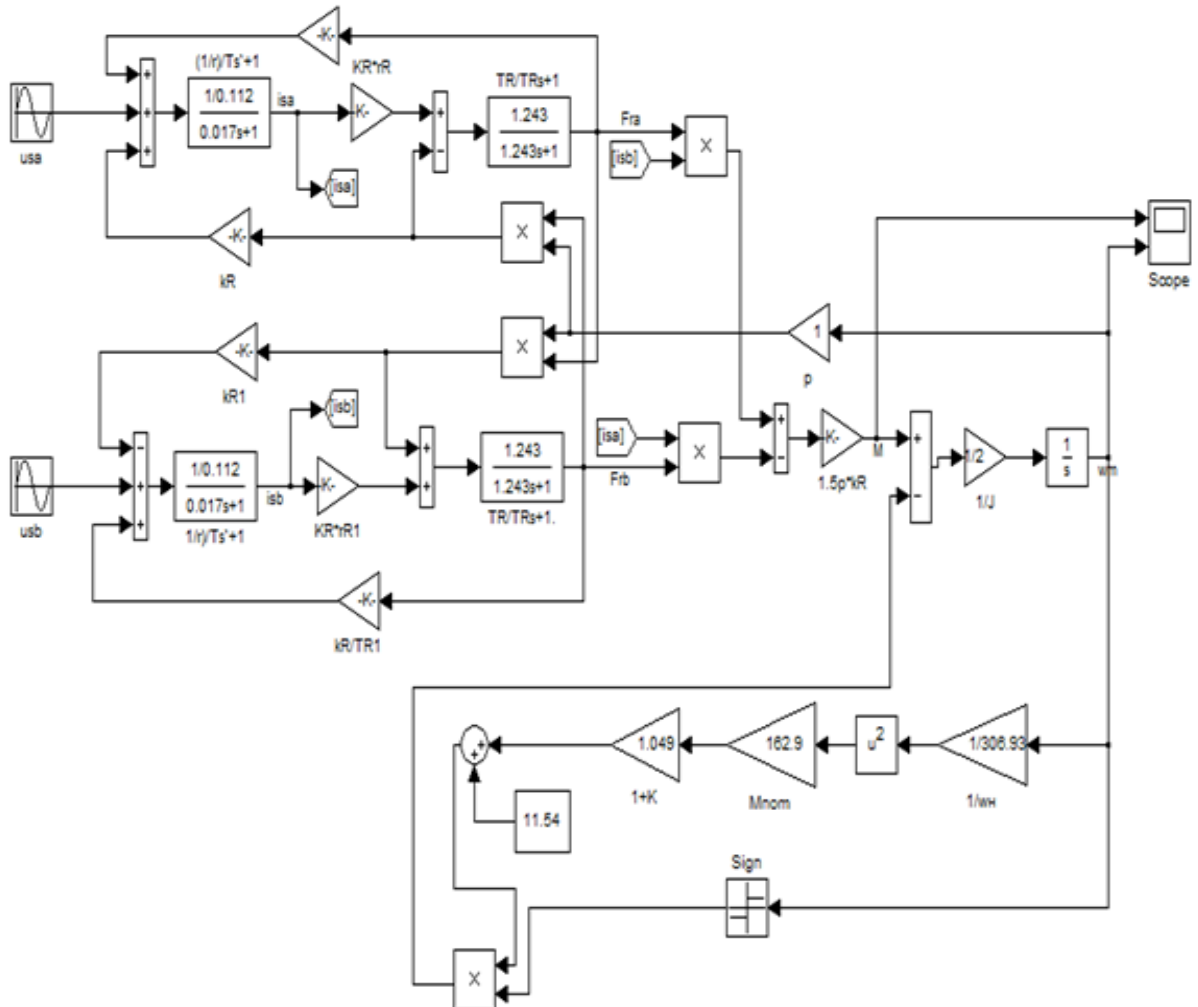 -K-
(1/r)/Ts'+1
KR*rR
TR/TRs+1
usa
+
+
+
1/0.112
0.017s+1
isa
K-
+
−
1.243
1.243s+1
Fra
[isb]
X
[isa]
-K-
kR
X
Scope
-K-
kR1
X
1
p
[isb]
usb
−
+
+
1/0.112
0.017s+1
1/r)/Ts'+1
isb
K-
KR*rR1
+
+
1.243
1.243s+1
TR/TRs+1.
[isa]
Frb
X
+
−
K-
1.5p*kR
M
+
−
1/2
1/J
1
s
wm
-K-
kR/TR1
+
+
1.049
1+K
162.9
Mnom
u2
1/306.93
1/wн
11.54
Sign
X